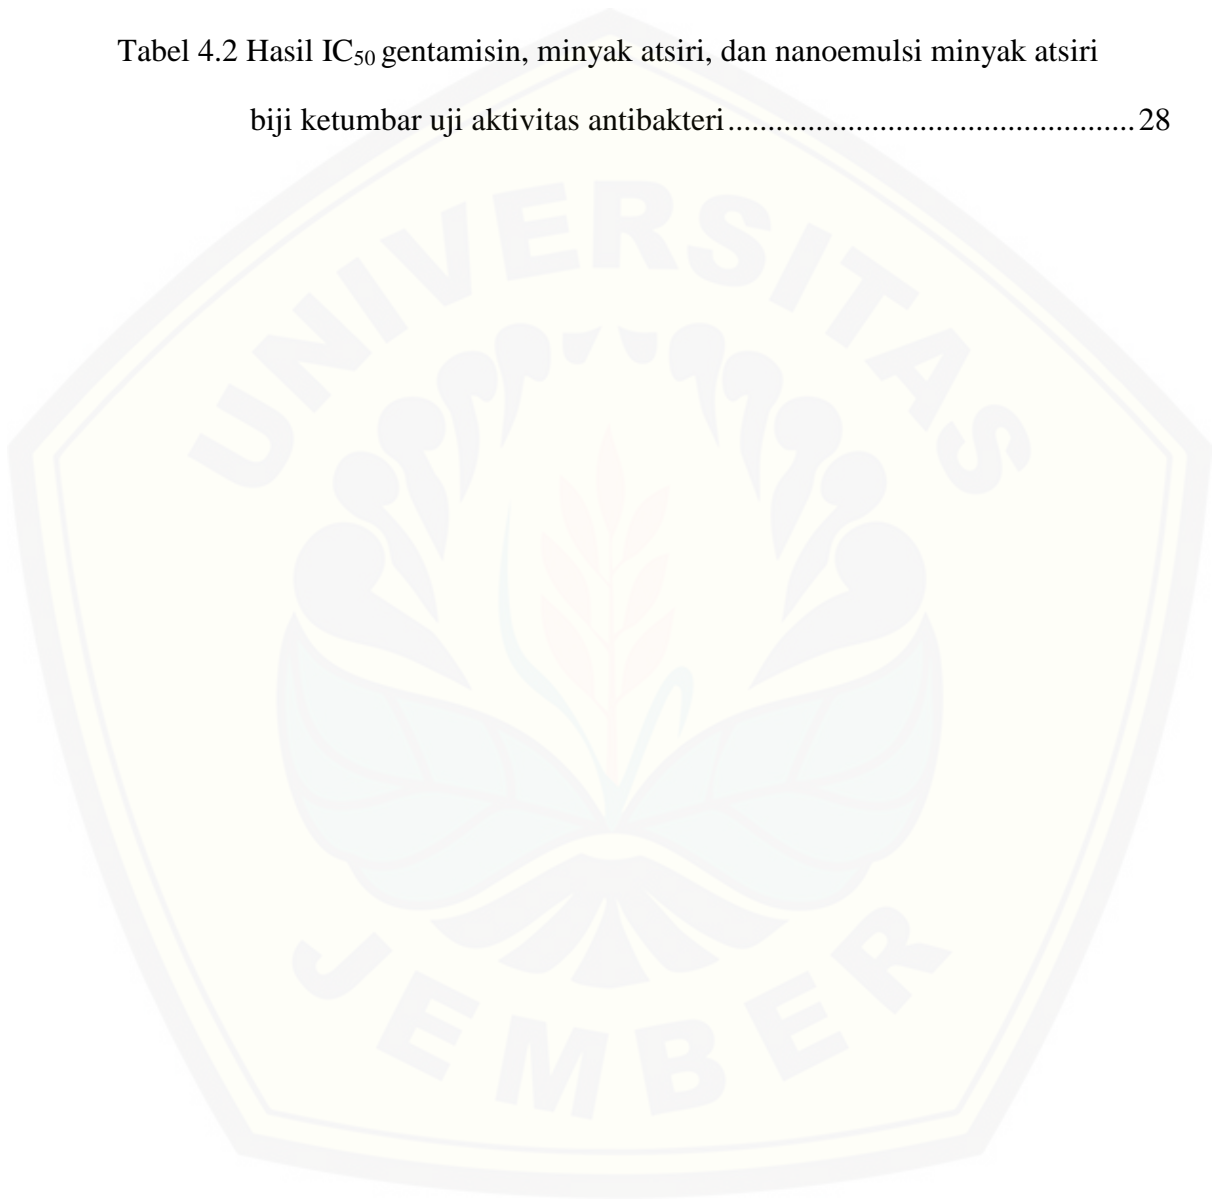 Tabel 4.2 Hasil IC₅₀ gentamisin, minyak atsiri, dan nanoemulsi minyak atsiri
biji ketumbar uji aktivitas antibakteri....................................................28
UNIVERSITAS
JEMBER